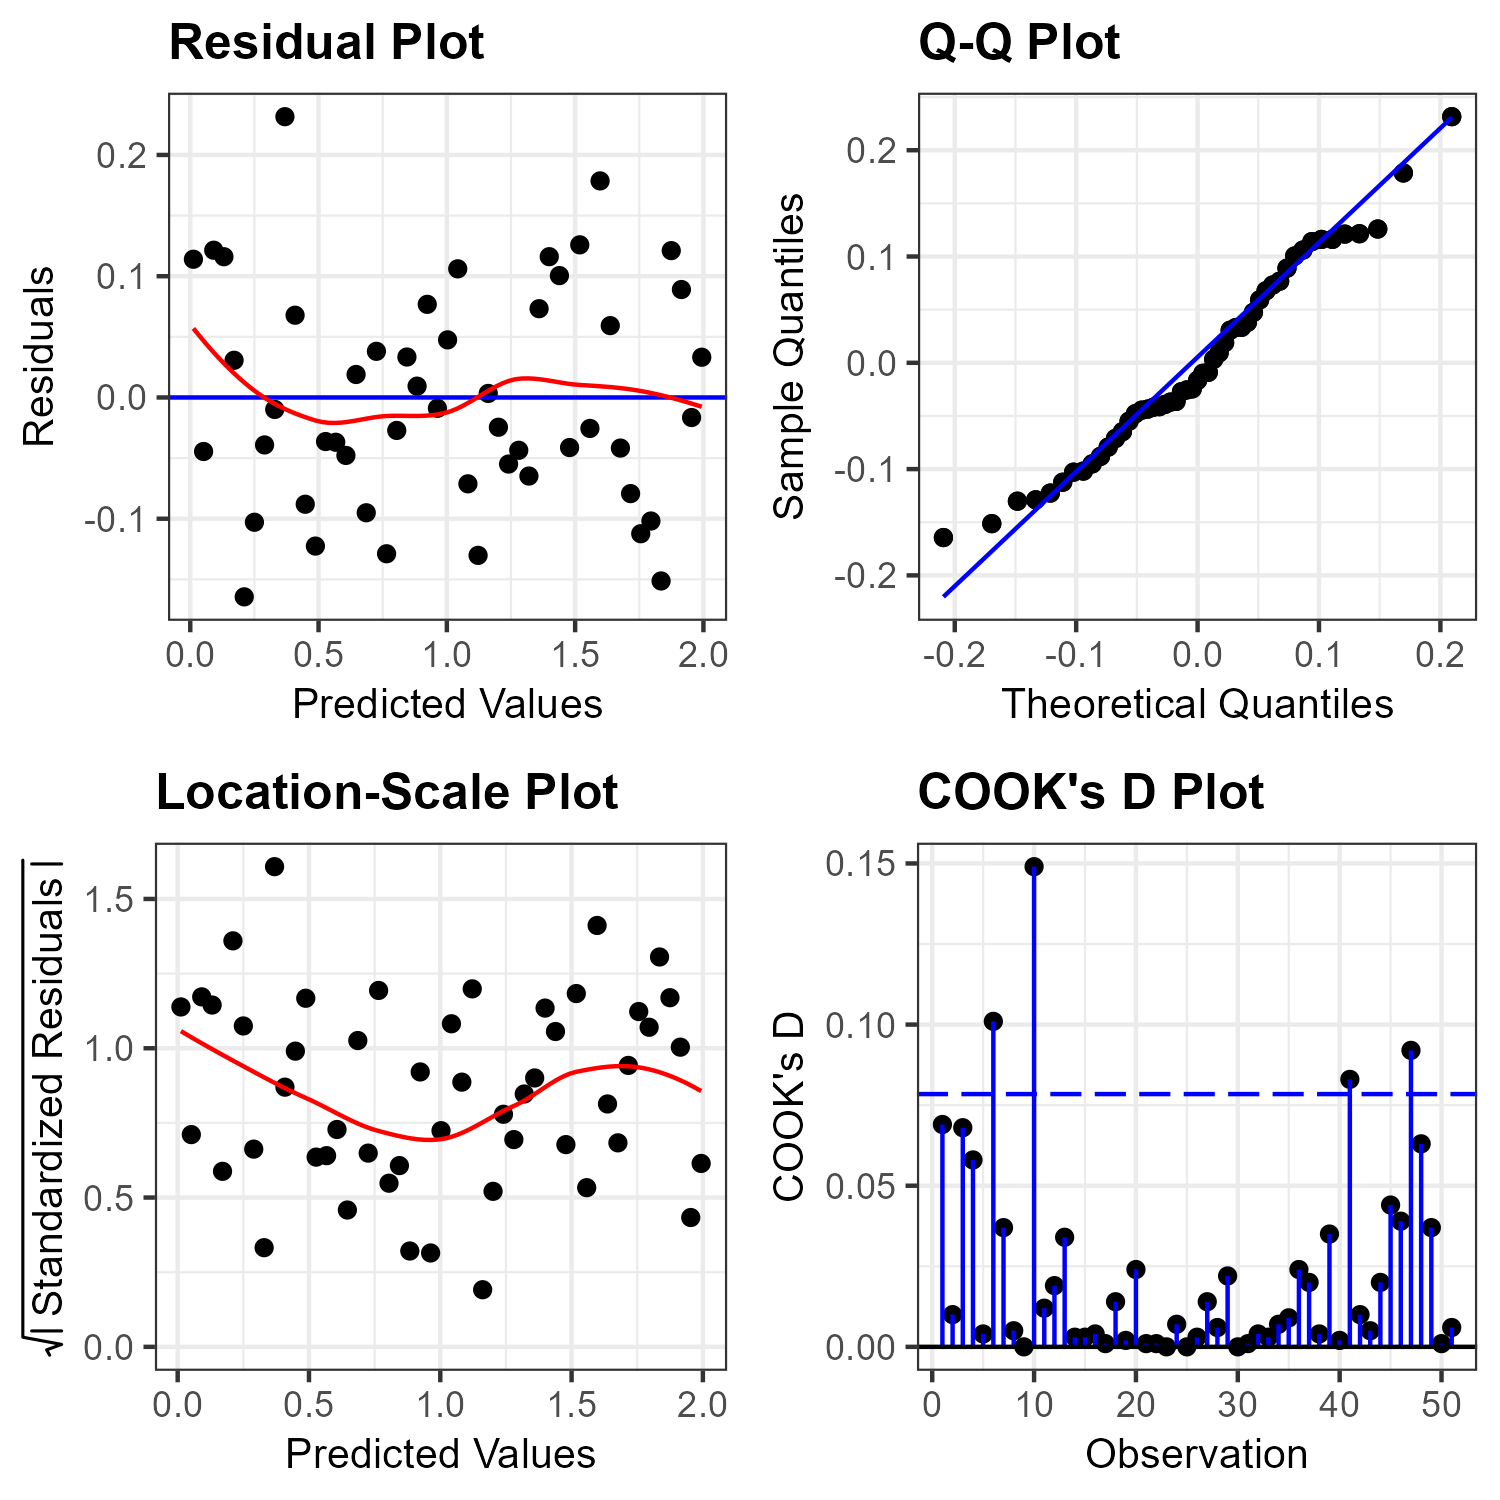 Residual Plot
Residuals
0.2
0.1
0.0
-0.1
0.0 0.5 1.0 1.5 2.0
Predicted Values
Q-Q Plot
Sample Quantiles
0.2
0.1
0.0
-0.1
-0.2
-0.2 -0.1 0.0 0.1 0.2
Theoretical Quantiles
Location-Scale Plot
√| Standardized Residuals |
1.5
1.0
0.5
0.0
0.0 0.5 1.0 1.5 2.0
Predicted Values
COOK's D Plot
COOK's D
0.15
0.10
0.05
0.00
0 10 20 30 40 50
Observation